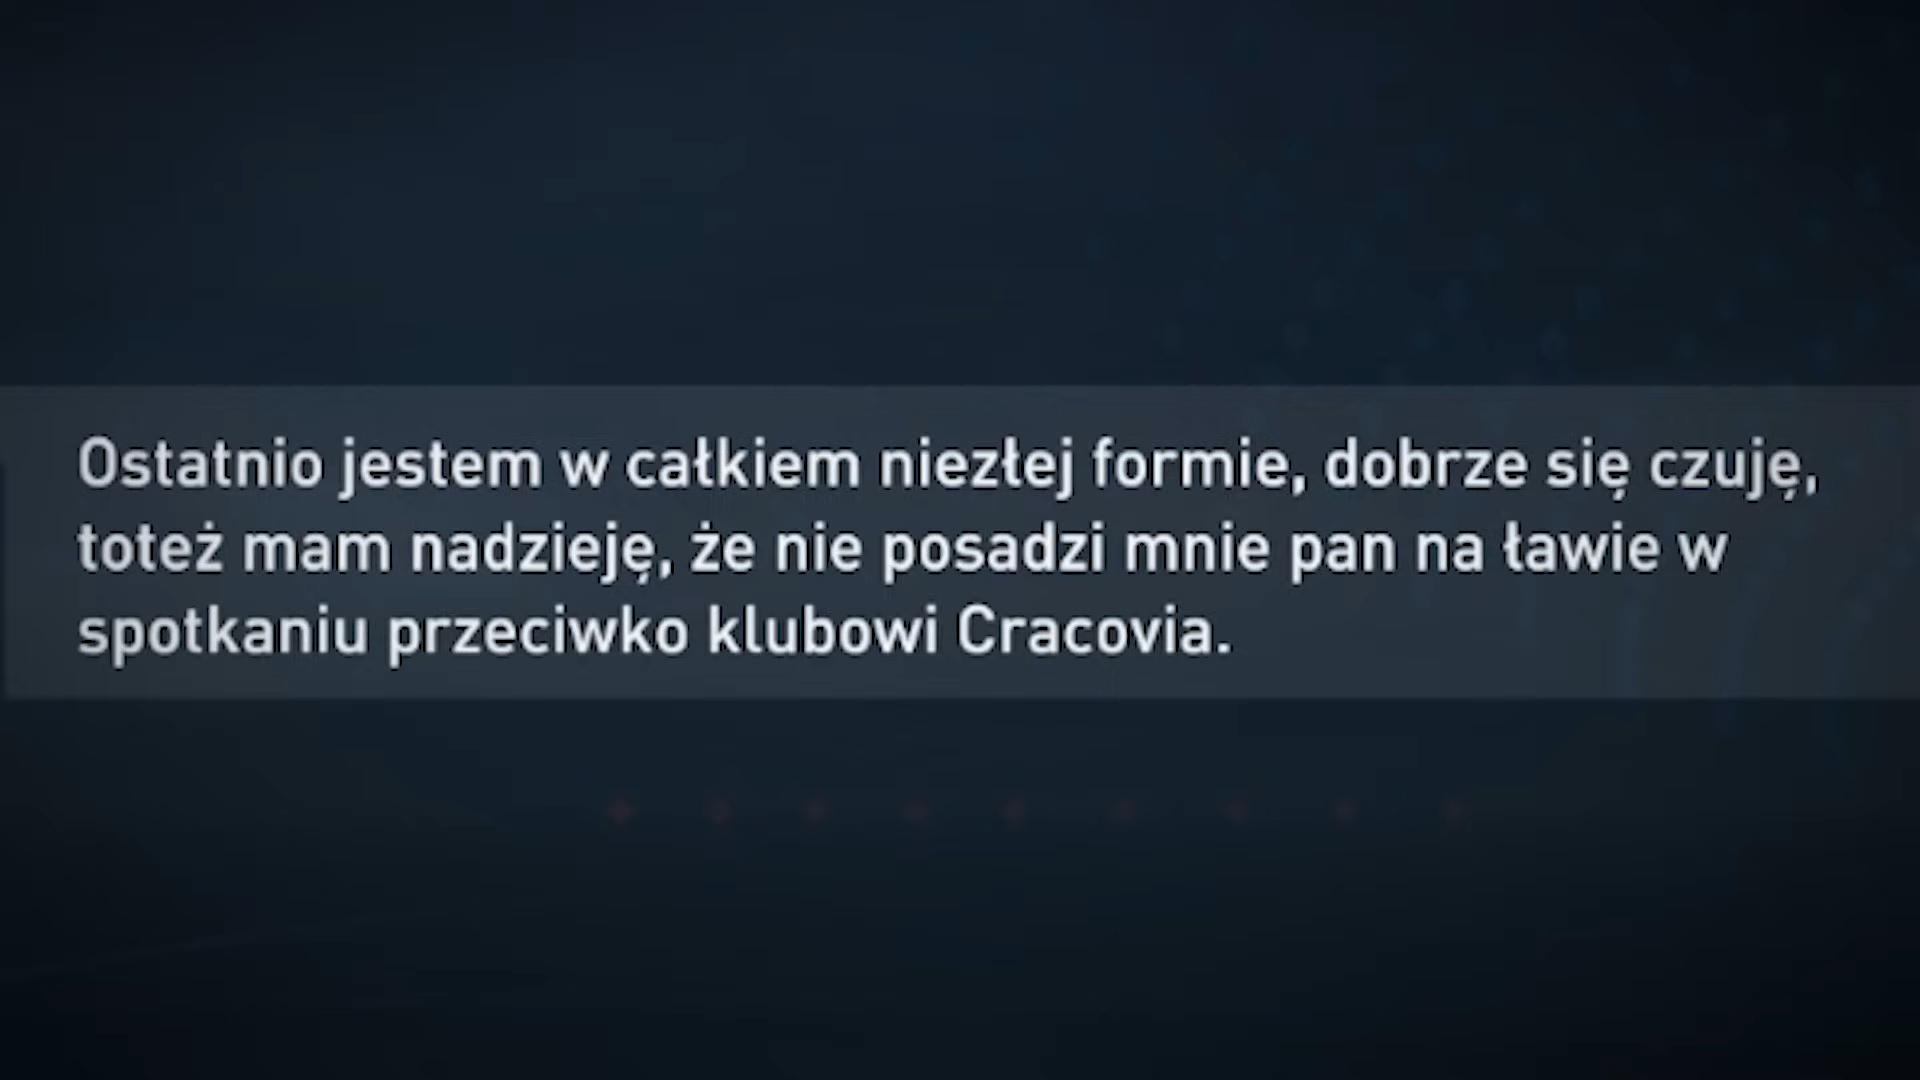 Ostatnio jestem w całkiem niezłej formie, dobrze się czuję,
toteż mam nadzieję, że nie posadzi mnie pan na ławie w
spotkaniu przeciwko klubowi Cracovia.